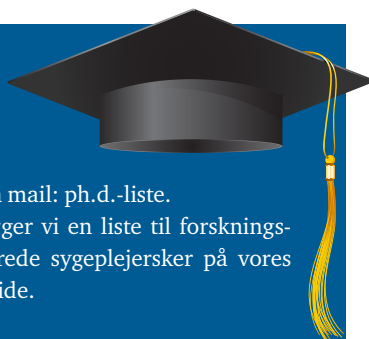 mail: ph.d.-liste.
ger vi en liste til forsknings-
rede sygeplejersker på vores
ide.